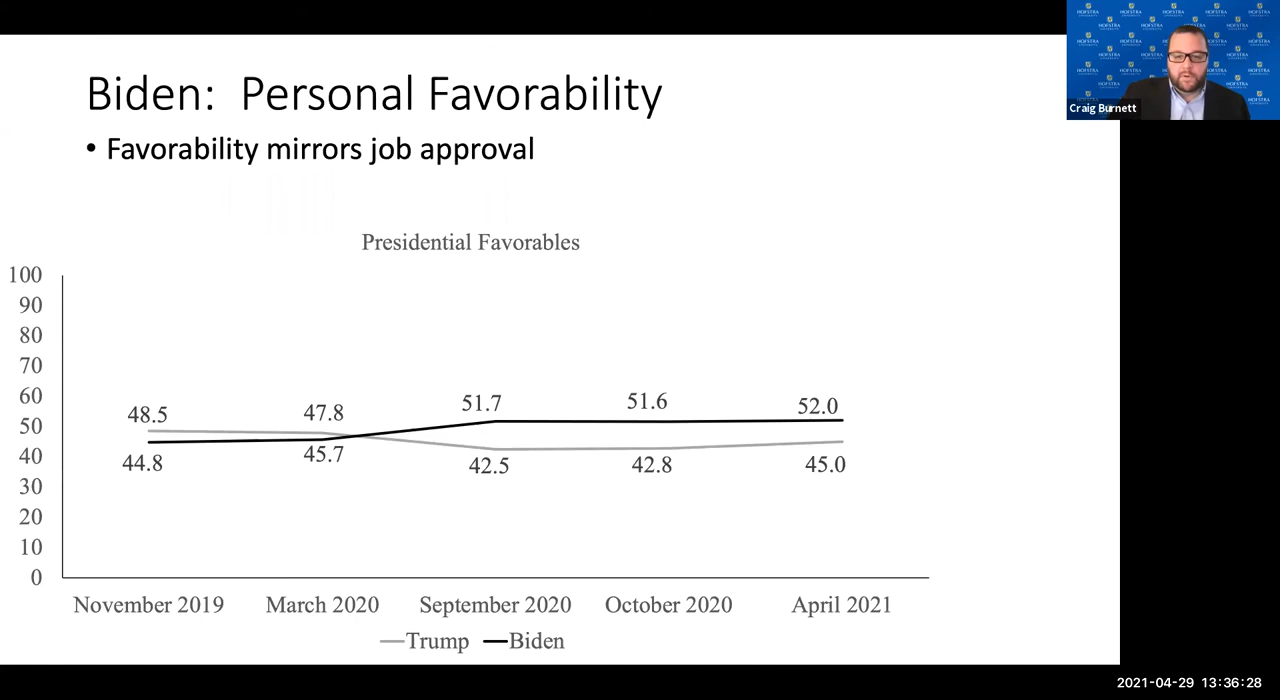 Biden: Personal Favorability
• Favorability mirrors job approval
Presidential Favorables
100
90
80
70
60
50
40
30
20
10
0
48.5
47.8
51.7
51.6
52.0
44.8
45.7
42.5
42.8
45.0
November 2019
March 2020
September 2020
October 2020
April 2021
Trump
Biden
HOFSTRA
UNIVERSITY
Craig Burnett
2021-04-29 13:36:28